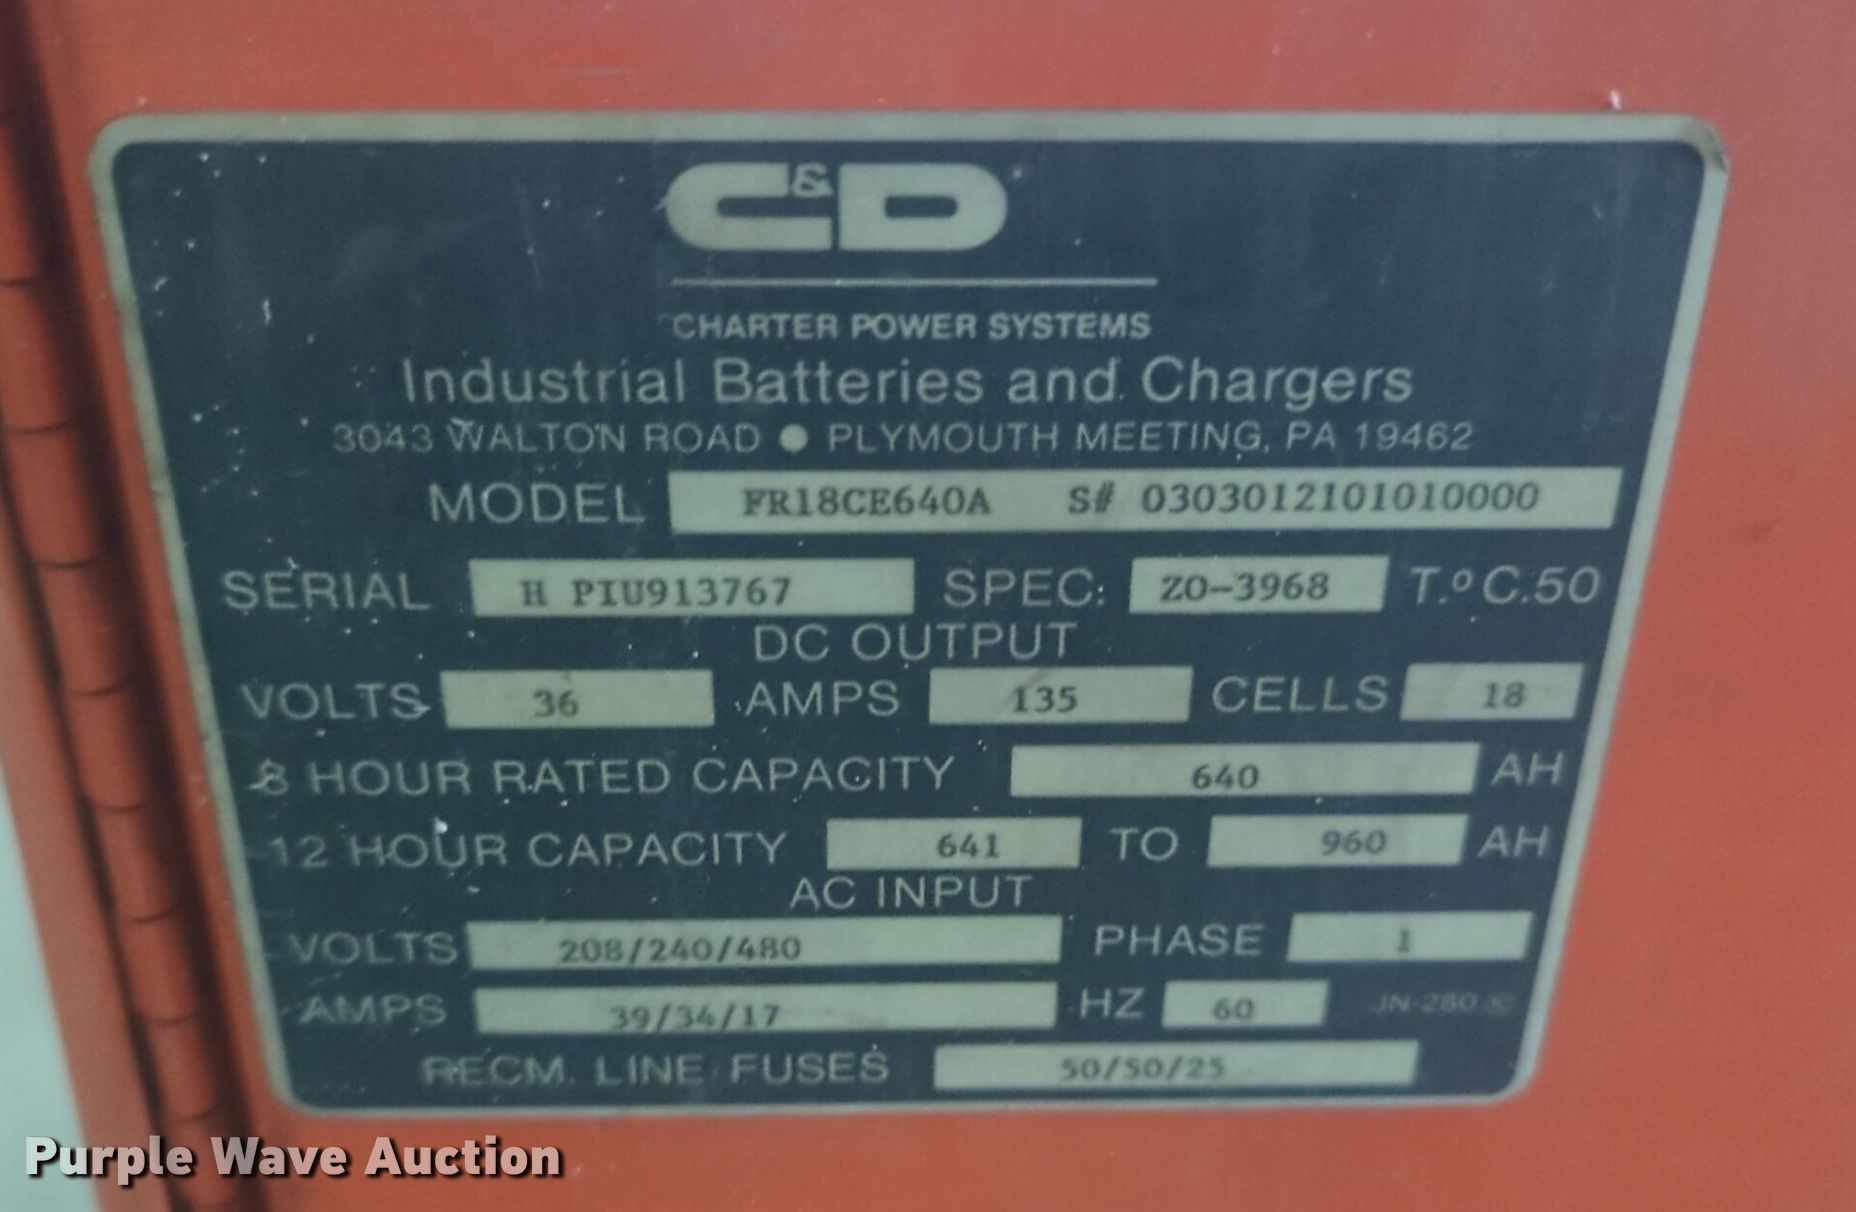 C&D
CHARTER POWER SYSTEMS
Industrial Batteries and Chargers
3043 WALTON ROAD ● PLYMOUTH MEETING, PA 19462
MODEL FR18CE640A S# 0303012101010000
SERIAL H PIU913767 SPEC: ZO-3968 T.º C.50
DC OUTPUT
VOLTS 36 AMPS 135 CELLS 18
8 HOUR RATED CAPACITY 640 AH
12 HOUR CAPACITY 641 TO 960 AH
AC INPUT
VOLTS 208/240/480 PHASE 1
AMPS 39/34/17 HZ 60 JN-280
RECM. LINE FUSES 50/50/25
Purple Wave Auction